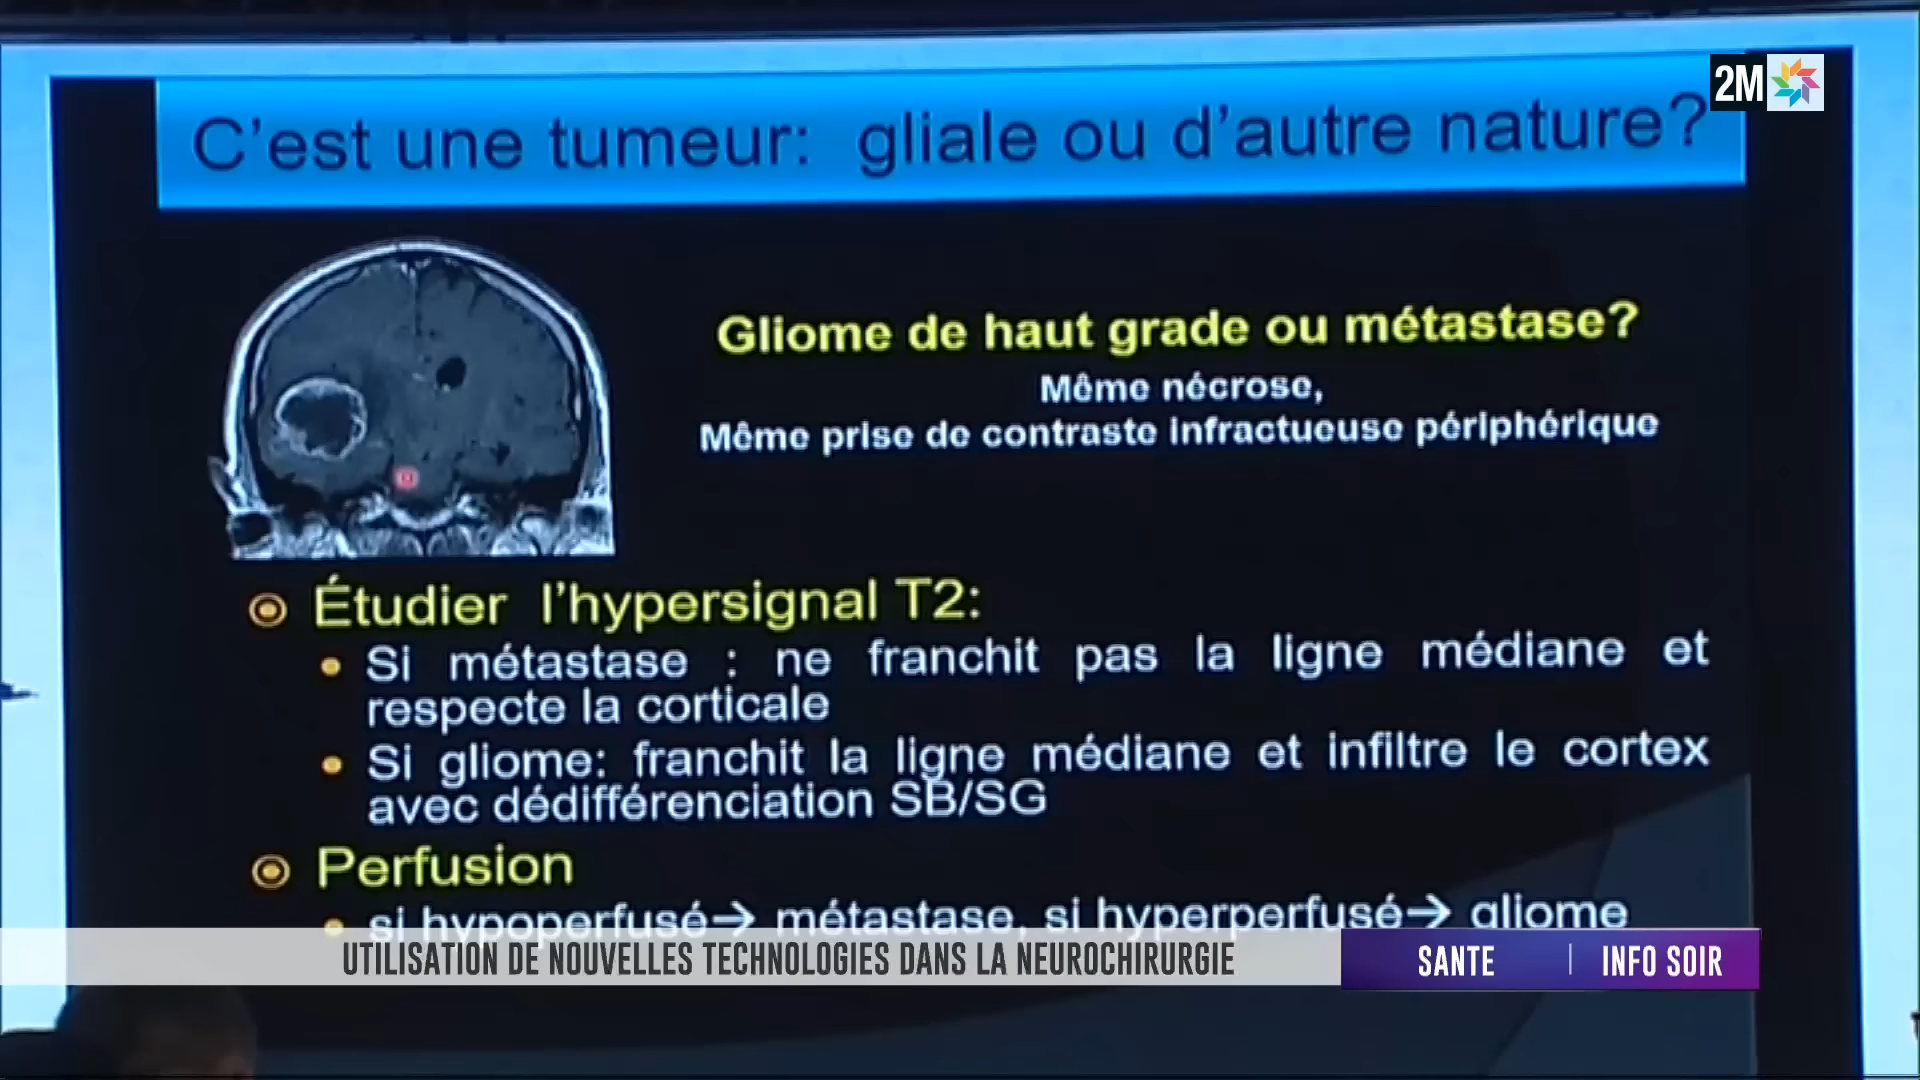 2M
C'est une tumeur: gliale ou d'autre nature?
Gliome de haut grade ou métastase?
Même nécrose,
Même prise de contraste infractueuse périphérique
Étudier l'hypersignal T2:
Si métastase : ne franchit pas la ligne médiane et
respecte la corticale
Si gliome: franchit la ligne médiane et infiltre le cortex
avec dédifférenciation SB/SG
Perfusion
si hypoperfusé→ métastase, si hyperperfusé→ gliome
UTILISATION DE NOUVELLES TECHNOLOGIES DANS LA NEUROCHIRURGIE
SANTE | INFO SOIR